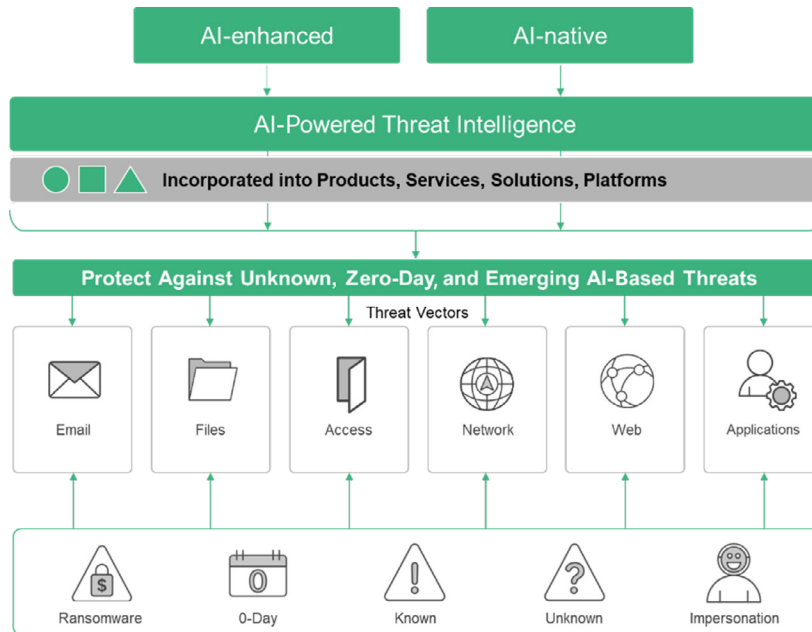 AI-enhanced
AI-native
AI-Powered Threat Intelligence
Incorporated into Products, Services, Solutions, Platforms
Protect Against Unknown, Zero-Day, and Emerging AI-Based Threats
Threat Vectors
Email
Files
Access
Network
Web
Applications
$
0
!
?
Ransomware
0-Day
Known
Unknown
Impersonation